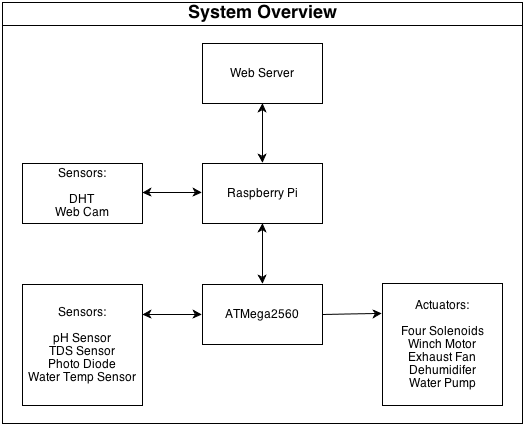 System Overview
Web Server
Sensors:
DHT
Web Cam
Raspberry Pi
Sensors:
pH Sensor
TDS Sensor
Photo Diode
Water Temp Sensor
ATMega2560
Actuators:
Four Solenoids
Winch Motor
Exhaust Fan
Dehumidifer
Water Pump